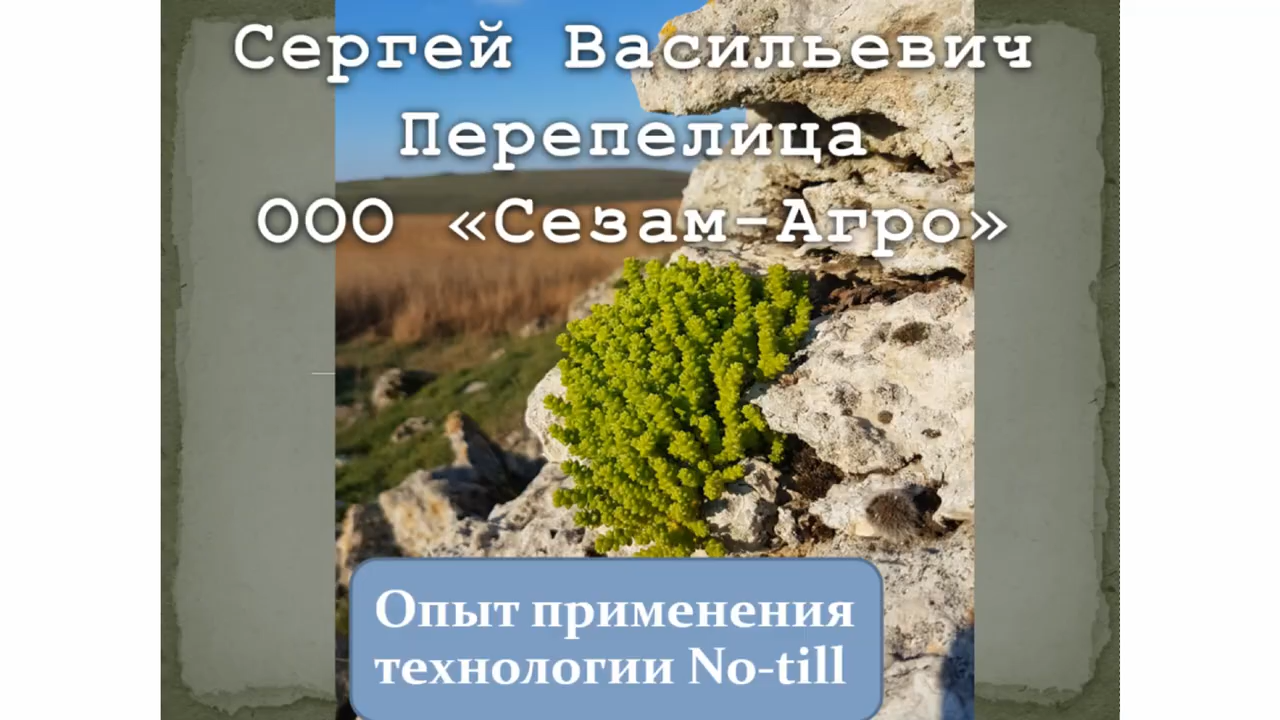 Сергей Васильевич
Перепелица
ООО «Сезам-Агро»
Опыт применения
технологии No-till